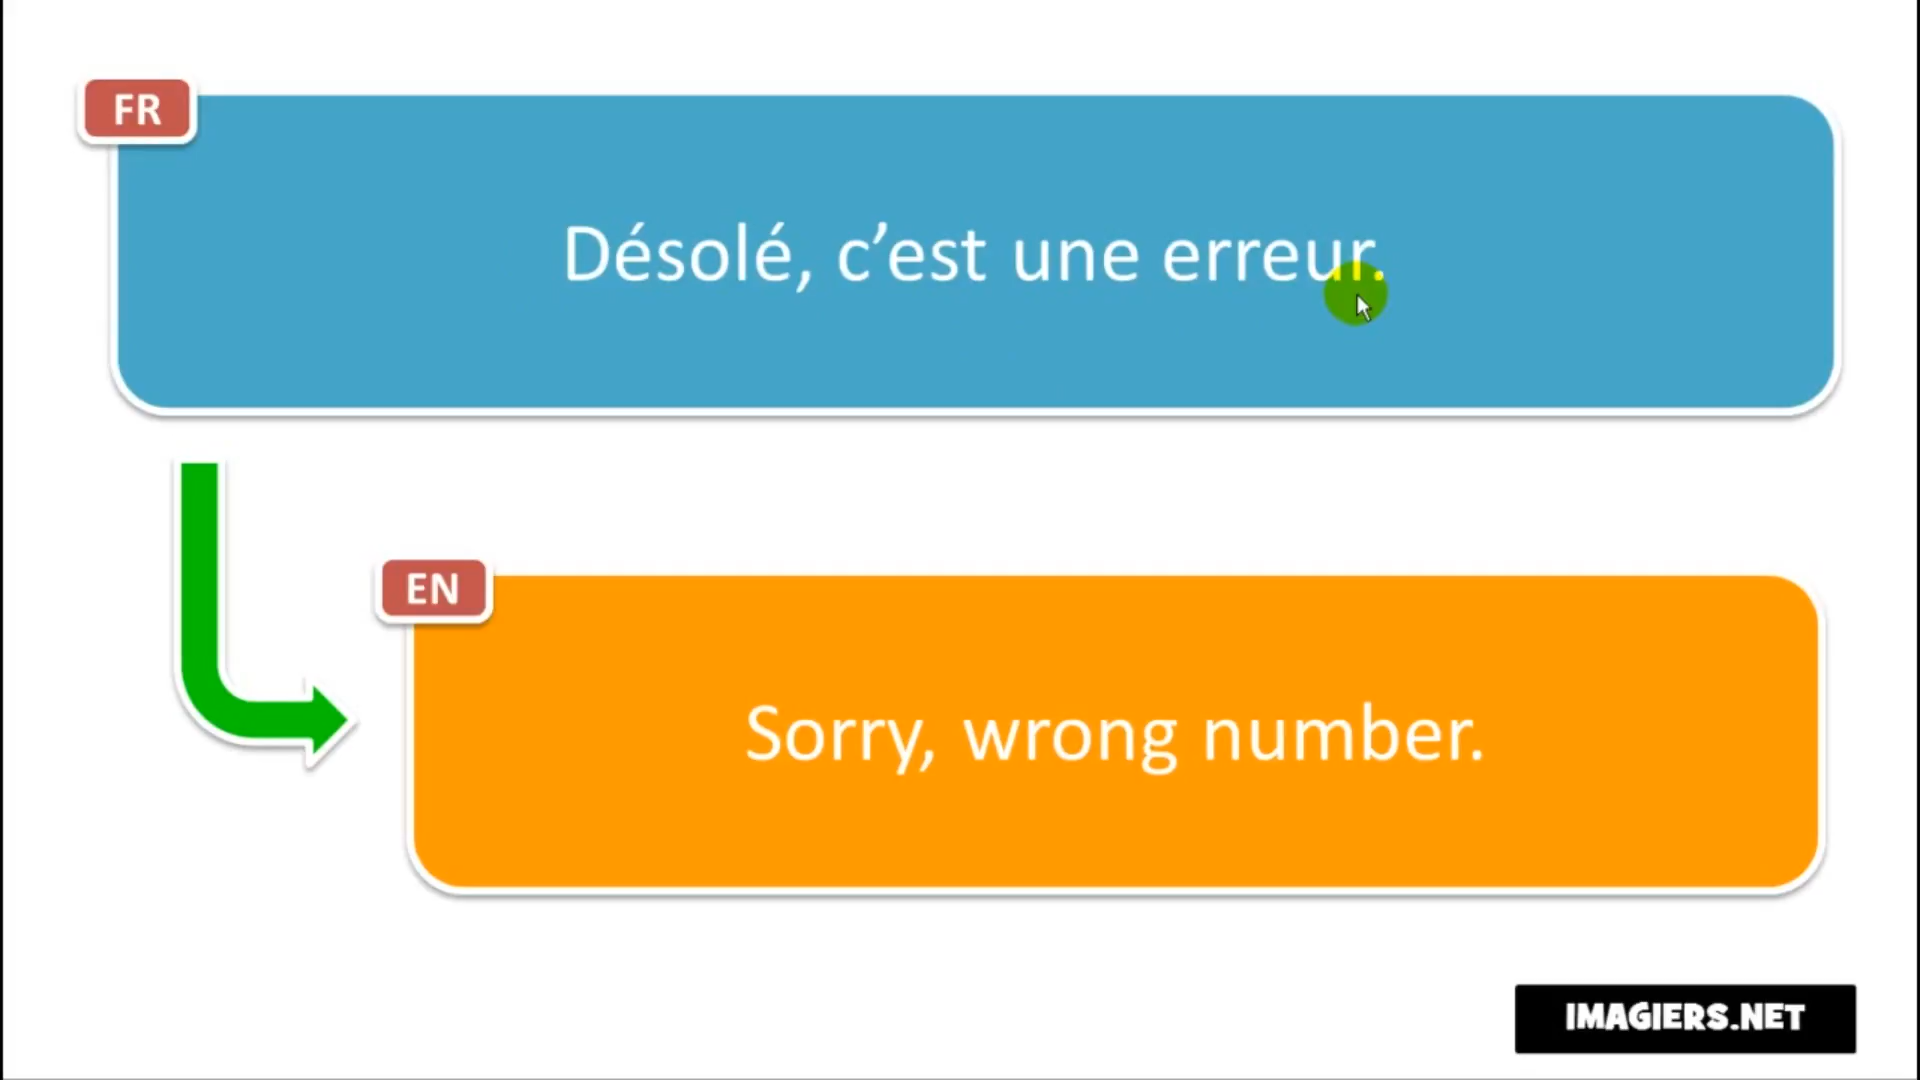 FR
Désolé, c’est une erreur.
EN
Sorry, wrong number.
IMAGIERS.NET